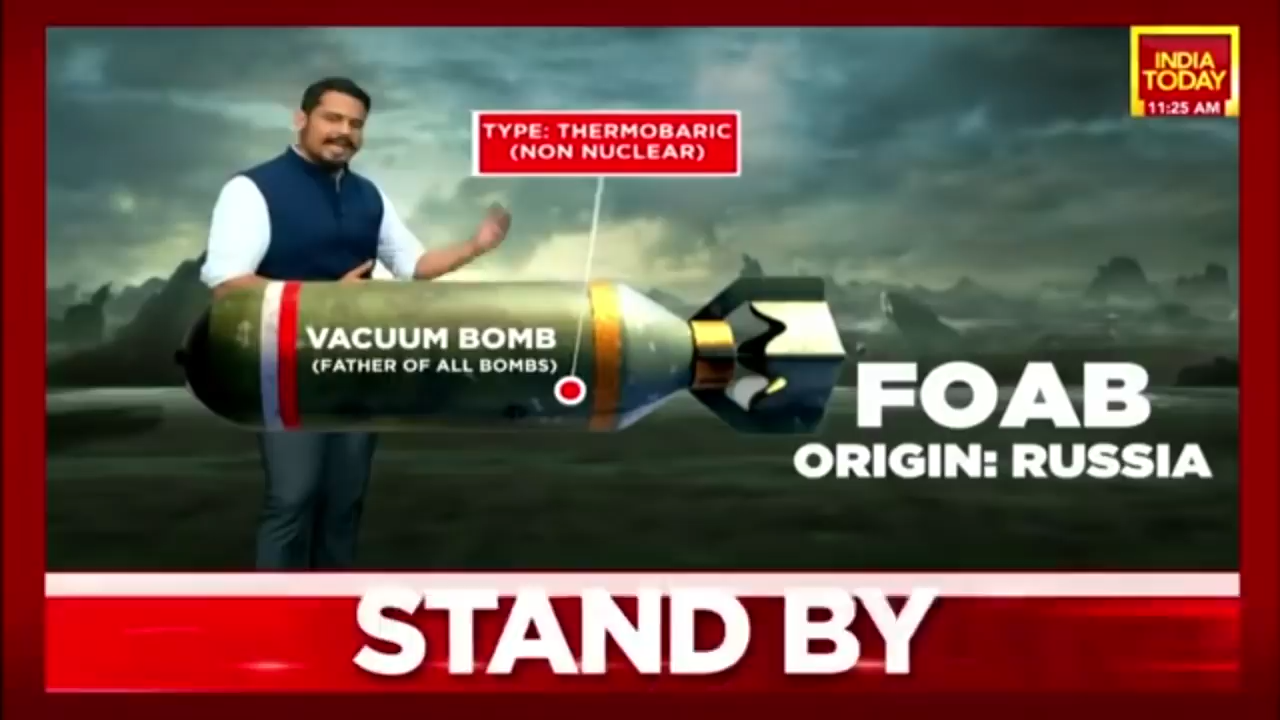 INDIA
TODAY
11:25 AM
TYPE: THERMOBARIC
(NON NUCLEAR)
VACUUM BOMB
(FATHER OF ALL BOMBS)
FOAB
ORIGIN: RUSSIA
STAND BY